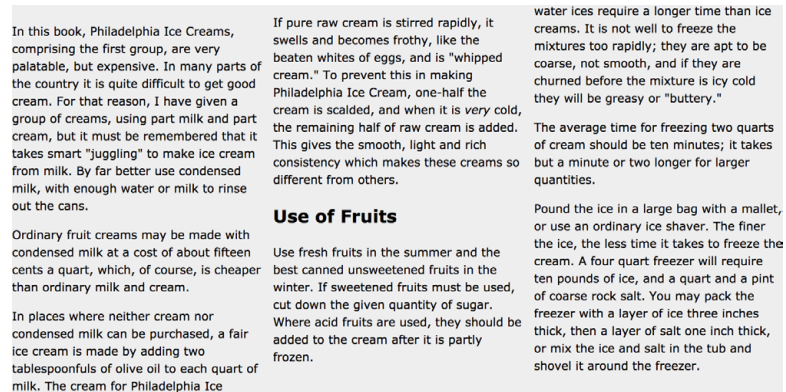 In this book, Philadelphia Ice Creams,
comprising the first group, are very
palatable, but expensive. In many parts of
the country it is quite difficult to get good
cream. For that reason, I have given a
group of creams, using part milk and part
cream, but it must be remembered that it
takes smart "juggling" to make ice cream
from milk. By far better use condensed
milk, with enough water or milk to rinse
out the cans.
Ordinary fruit creams may be made with
condensed milk at a cost of about fifteen
cents a quart, which, of course, is cheaper
than ordinary milk and cream.
In places where neither cream nor
condensed milk can be purchased, a fair
ice cream is made by adding two
tablespoonfuls of olive oil to each quart of
milk. The cream for Philadelphia Ice
If pure raw cream is stirred rapidly, it
swells and becomes frothy, like the
beaten whites of eggs, and is "whipped
cream." To prevent this in making
Philadelphia Ice Cream, one-half the
cream is scalded, and when it is very cold,
the remaining half of raw cream is added.
This gives the smooth, light and rich
consistency which makes these creams so
different from others.
Use of Fruits
Use fresh fruits in the summer and the
best canned unsweetened fruits in the
winter. If sweetened fruits must be used,
cut down the given quantity of sugar.
Where acid fruits are used, they should be
added to the cream after it is partly
frozen.
water ices require a longer time than ice
creams. It is not well to freeze the
mixtures too rapidly; they are apt to be
coarse, not smooth, and if they are
churned before the mixture is icy cold
they will be greasy or "buttery."
The average time for freezing two quarts
of cream should be ten minutes; it takes
but a minute or two longer for larger
quantities.
Pound the ice in a large bag with a mallet,
or use an ordinary ice shaver. The finer
the ice, the less time it takes to freeze the
cream. A four quart freezer will require
ten pounds of ice, and a quart and a pint
of coarse rock salt. You may pack the
freezer with a layer of ice three inches
thick, then a layer of salt one inch thick,
or mix the ice and salt in the tub and
shovel it around the freezer.